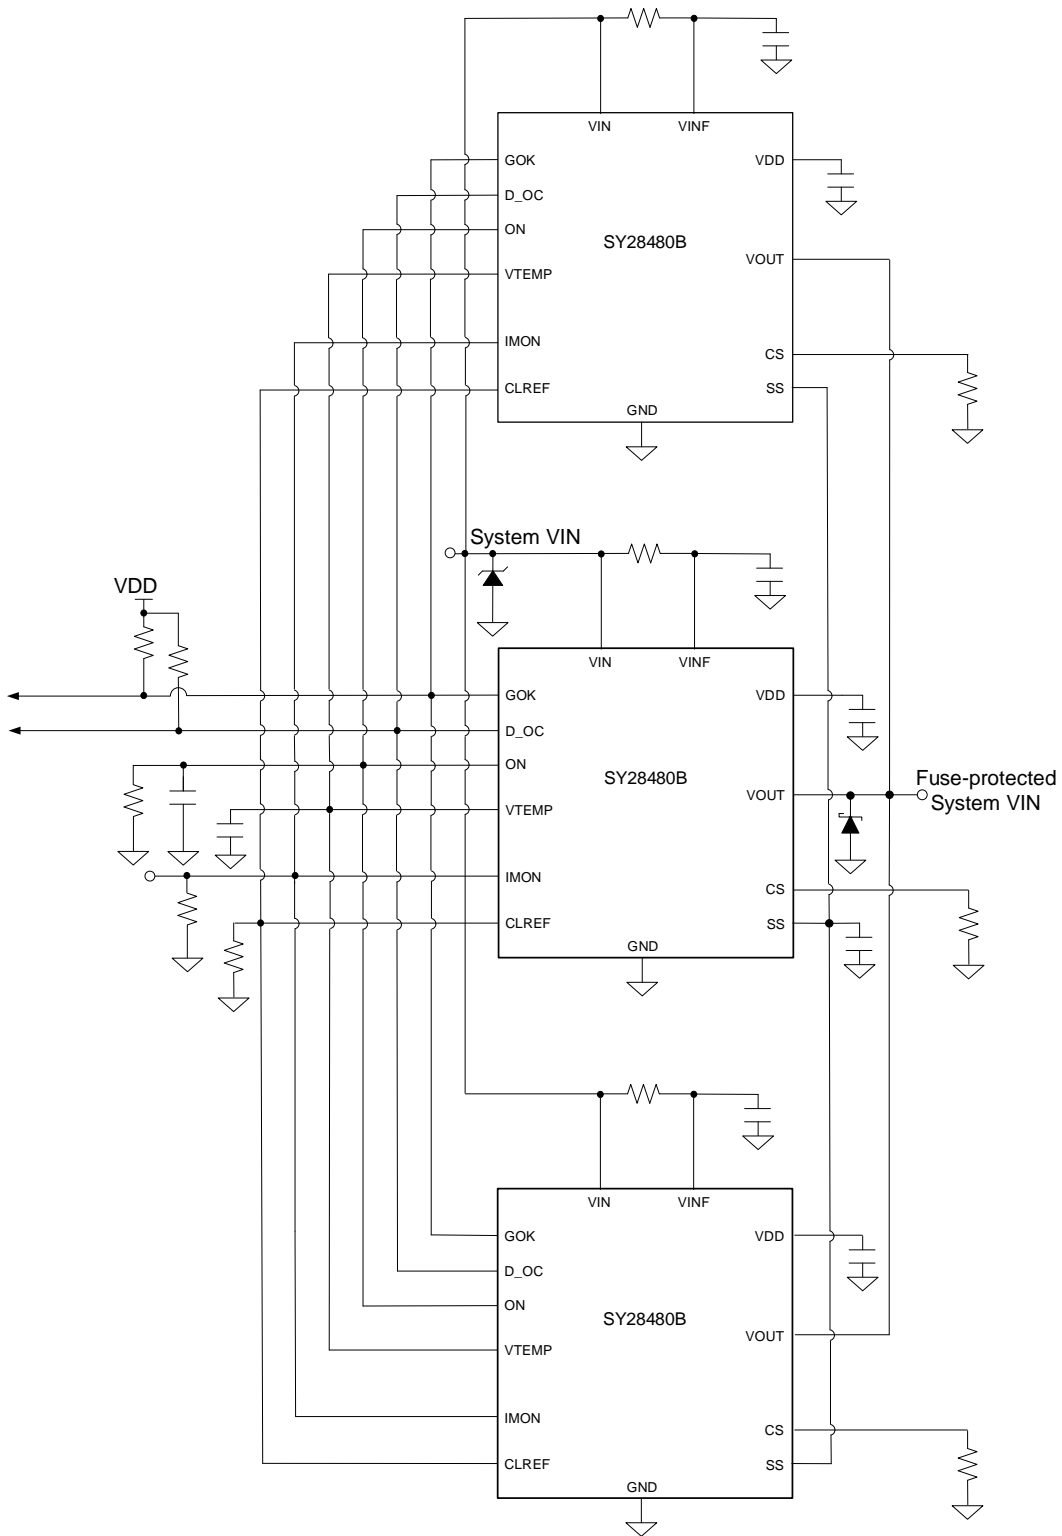 VIN VINF
GOK VDD
D_OC
ON
SY28480B
VOUT
VTEMP
IMON
CS
CLREF SS
GND
System VIN
VDD
VIN VINF
GOK VDD
D_OC
ON
SY28480B
Fuse-protected
System VIN
VOUT
VTEMP
IMON
CS
CLREF SS
GND
VIN VINF
GOK VDD
D_OC
ON
SY28480B
VOUT
VTEMP
IMON
CS
CLREF SS
GND